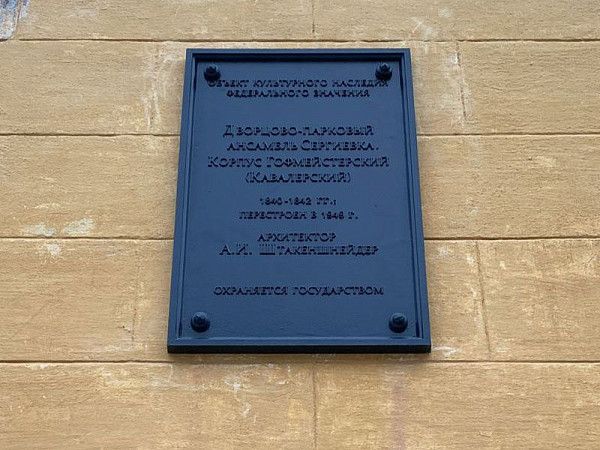 Объект культурного наследия
федерального значения
Дворцово-парковый
ансамбль Сергиевка.
Корпус Гофмейстерский
(Кавалерский)
1840-1842 гг.;
перестроен в 1846 г.
архитектор
А.И. Штакеншнейдер
охраняется государством